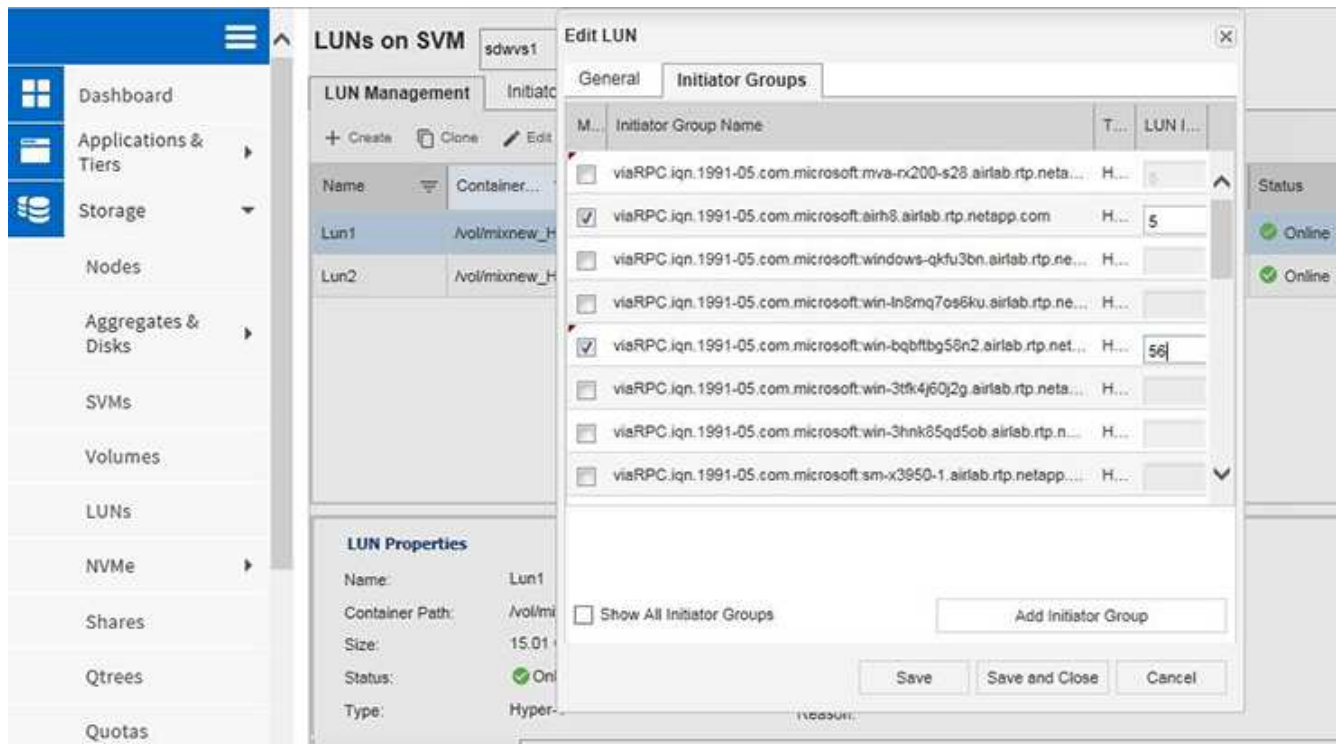 Dashboard
Applications &
Tiers
Storage
Nodes
Aggregates &
Disks
SVMs
Volumes
LUNs
NVMe
Shares
Qtrees
Quotas
LUNs on SVM sdwvs1
LUN Management Initiatc
+ Create Clone Edit
Name Container...
Lun1 /vol/mixnew_H
Lun2 /vol/mixnew_H
Status
Online
Online
LUN Properties
Name: Lun1
Container Path: /vol/mi
Size: 15.01
Status: Onl
Type: Hyper-
Reason:
Edit LUN
General Initiator Groups
M... Initiator Group Name T... LUN I...
viaRPC.iqn.1991-05.com.microsoft:mva-rx200-s28.airlab.rtp.neta... H...
viaRPC.iqn.1991-05.com.microsoft:airh8.airlab.rtp.netapp.com H... 5
viaRPC.iqn.1991-05.com.microsoft:windows-qkfu3bn.airlab.rtp.ne... H...
viaRPC.iqn.1991-05.com.microsoft:win-ln8mq7os6ku.airlab.rtp.ne... H...
viaRPC.iqn.1991-05.com.microsoft:win-bqbftbg58n2.airlab.rtp.net... H... 56
viaRPC.iqn.1991-05.com.microsoft:win-3tfk4j60j2g.airlab.rtp.neta... H...
viaRPC.iqn.1991-05.com.microsoft:win-3hnk85qd5ob.airlab.rtp.n... H...
viaRPC.iqn.1991-05.com.microsoft:sm-x3950-1.airlab.rtp.netapp.... H...
Show All Initiator Groups Add Initiator Group
Save Save and Close Cancel